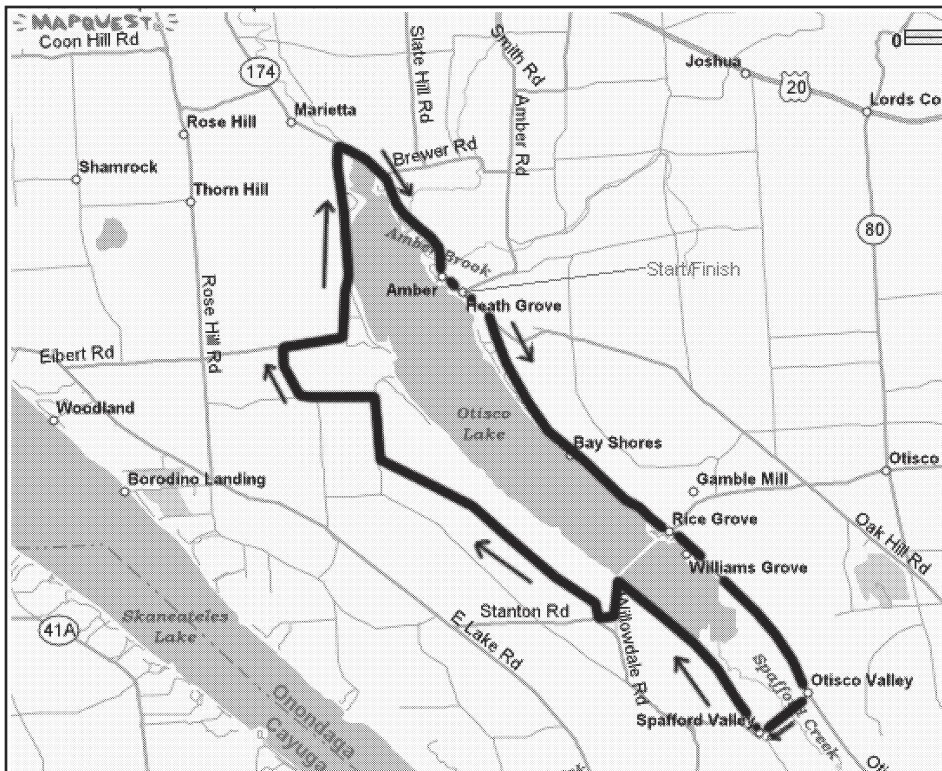 MAPQUEST
Coon Hill Rd
174
Slate Hill Rd
Smith Rd
Amber Rd
Joshua
20
0
Lords Co
Marietta
Rose Hill
Brewer Rd
Shamrock
Thorn Hill
80
Amber Brook
Start/Finish
Amber
Heath Grove
Rose Hill Rd
Eibert Rd
Woodland
Otisco
Lake
Bay Shores
Borodino Landing
Gamble Mill
Otisco
Rice Grove
Oak Hill Rd
Williams Grove
Skaneateles
Lake
41A
Stanton Rd
Willowdale Rd
E Lake Rd
Onondaga
Cayuga
Spafford Creek
Otisco Valley
Spafford Valley
Oti